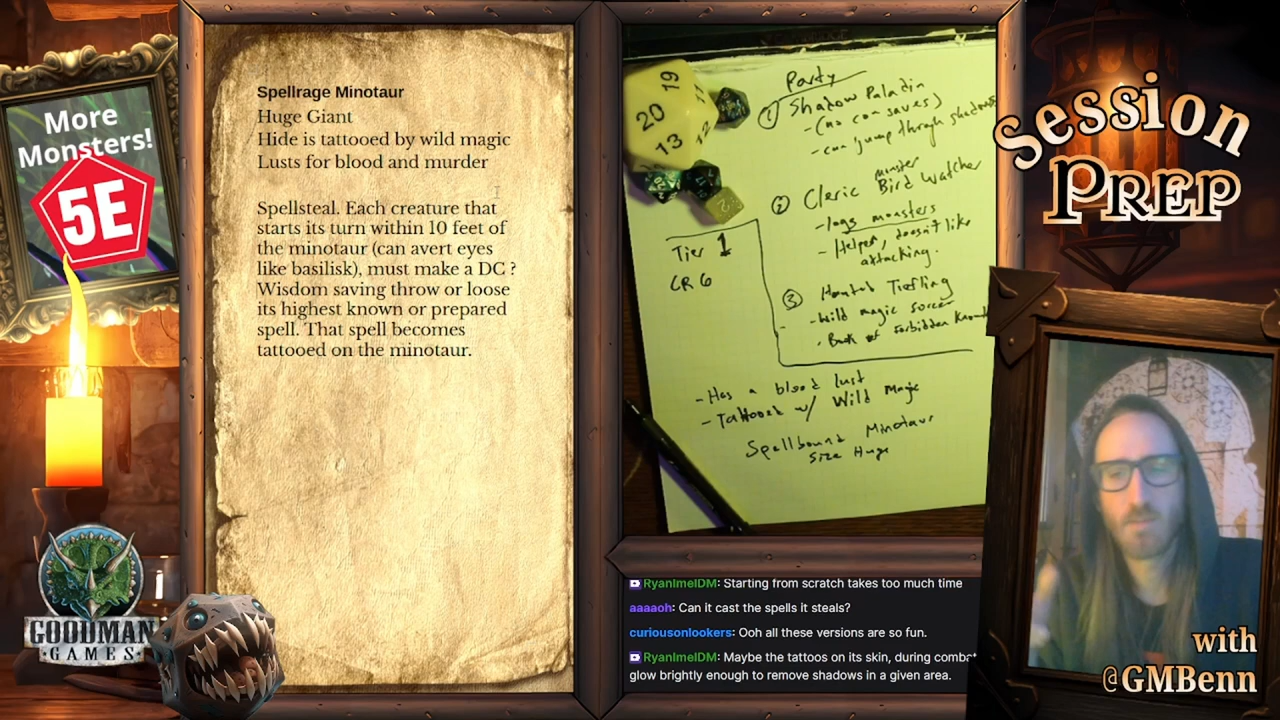 More
Monsters!
5E
GOODMAN
GAMES
Spellrage Minotaur
Huge Giant
Hide is tattooed by wild magic
Lusts for blood and murder
Spellsteal. Each creature that
starts its turn within 10 feet of
the minotaur (can avert eyes
like basilisk), must make a DC ?
Wisdom saving throw or loose
its highest known or prepared
spell. That spell becomes
tattooed on the minotaur.
20
19
13
12
Party
① Shadow Paladin
- (no con saves)
- can jump through shadows
② Cleric monster Bird Watcher
- logs monsters
- Helper, doesn't like
attacking.
Tier 1
CR 6
③ Tiefling
- Wild magic sorcer
- Book of Forbidden
- Has a blood lust
- Tattooed w/ Wild Magic
Spellbound Minotaur
Size Huge
RyanImelDM: Starting from scratch takes too much time
aaaaoh: Can it cast the spells it steals?
curiousonlookers: Ooh all these versions are so fun.
RyanImelDM: Maybe the tattoos on its skin, during combat
glow brightly enough to remove shadows in a given area.
Session
PREP
with
@GMBenn